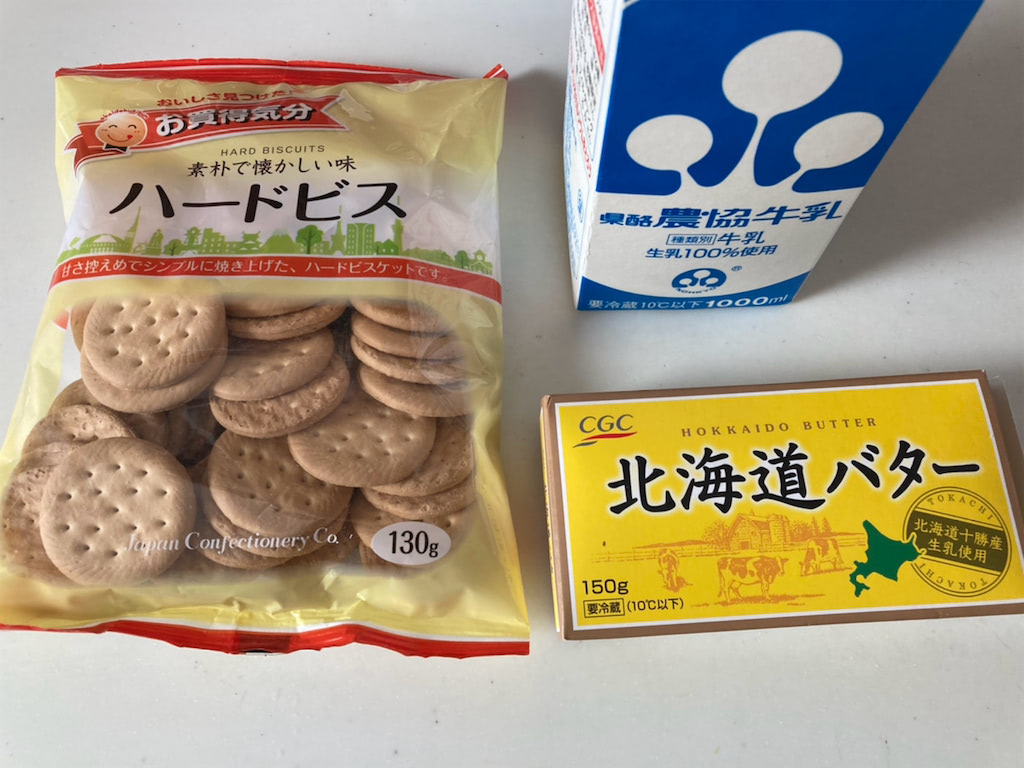 おいしさ見つけた!
お買得気分
HARD BISCUITS
素朴で懐かしい味
ハードビス
甘さ控えめでシンプルに焼き上げた、ハードビスケットです。
Japan Confectionery Co.
130g
県酪 農協牛乳
種類別 牛乳
生乳100%使用
®
要冷蔵10℃以下 1000ml
CGC
HOKKAIDO BUTTER
北海道バター
TOKACHI
北海道十勝産
生乳使用
TOKACHI
150g
要冷蔵 (10℃以下)